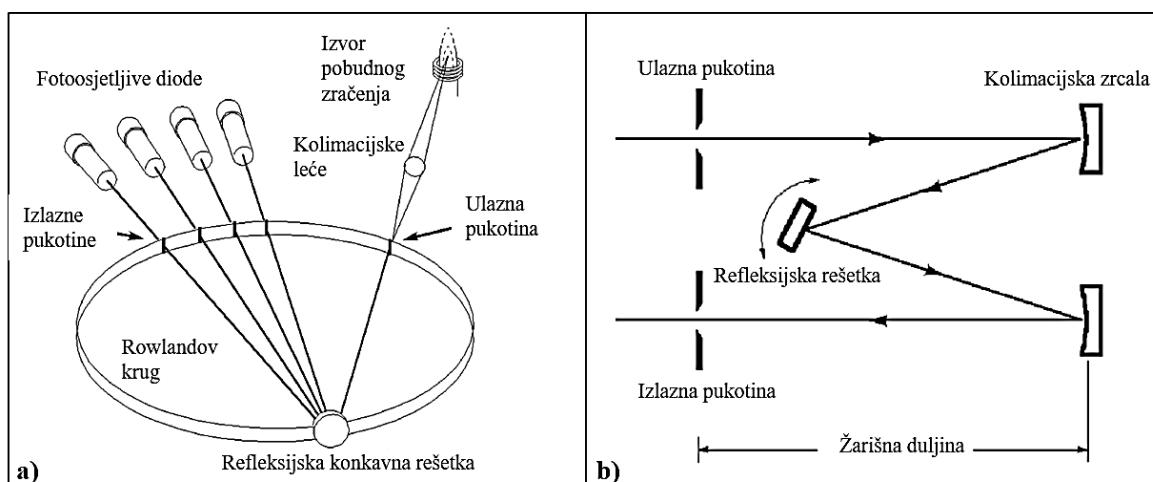 Izvor
pobudnog
zračenja
Fotoosjetljive diode
Kolimacijske
leće
Izlazne
pukotine
Ulazna
pukotina
Rowlandov
krug
Refleksijska konkavna rešetka
a)
Ulazna pukotina
Kolimacijska zrcala
Refleksijska rešetka
Izlazna pukotina
Žarišna duljina
b)